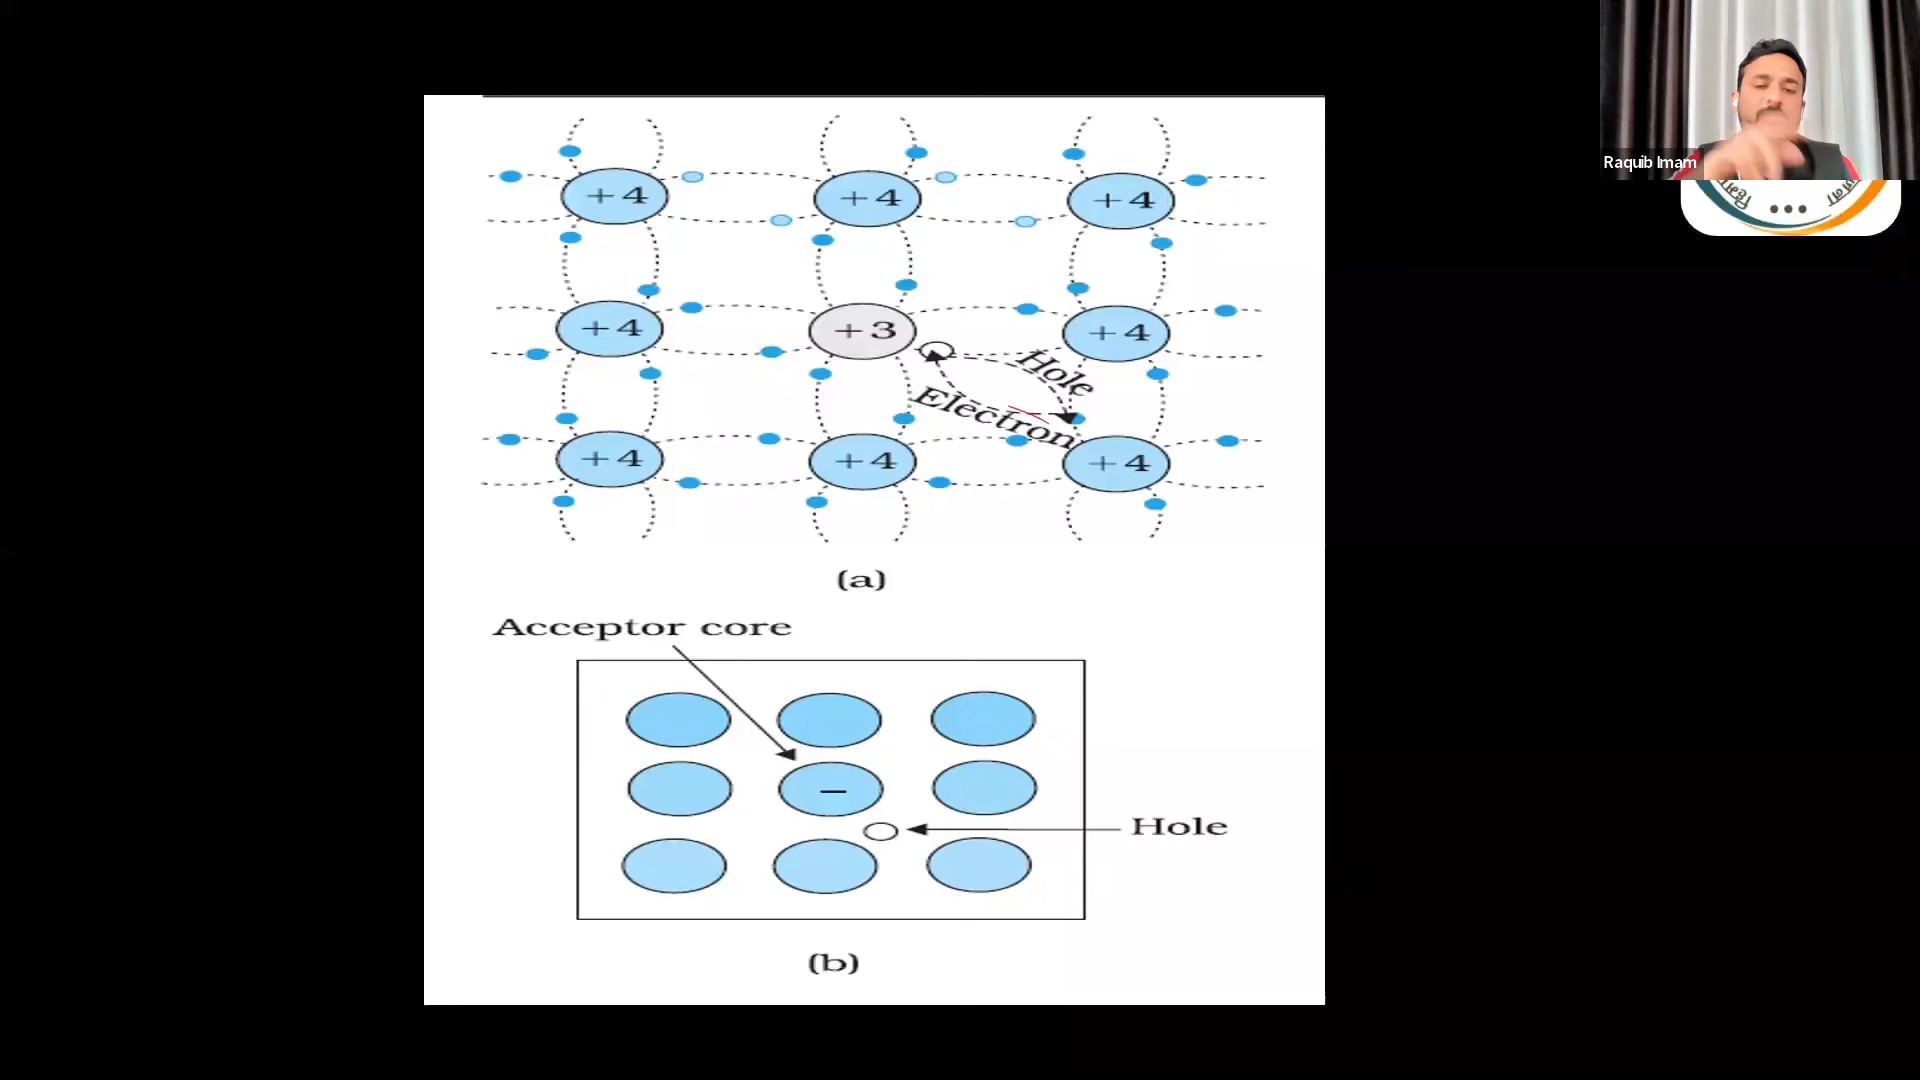 +4 +4 +4
Raquib Imam
+4 +3 +4
Hole
Electron
+4 +4 +4
(a)
Acceptor core
−
Hole
(b)